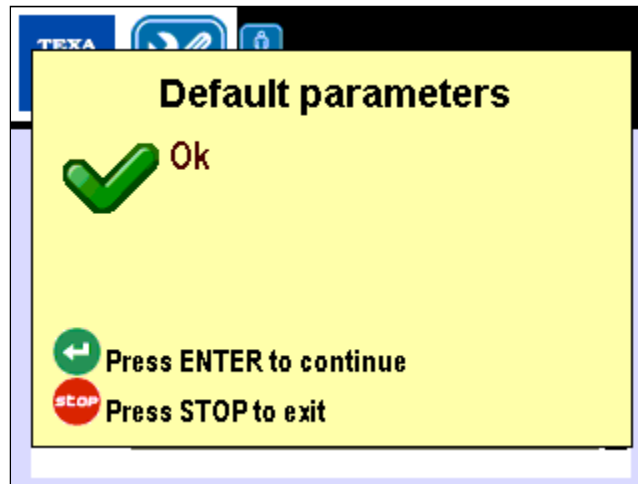 TEXA
Default parameters
Ok
Press ENTER to continue
stop Press STOP to exit